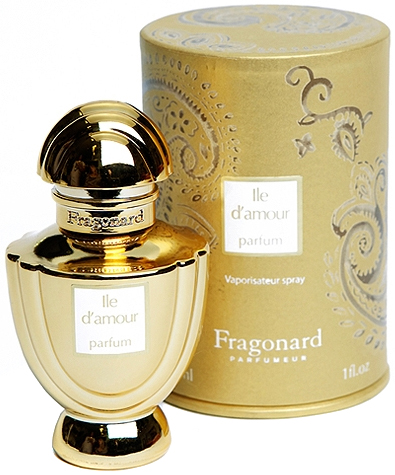 Fragonard
Ile
d'amour
parfum
Ile
d'amour
parfum
Vaporisateur spray
Fragonard
PARFUMEUR
1fl.oz